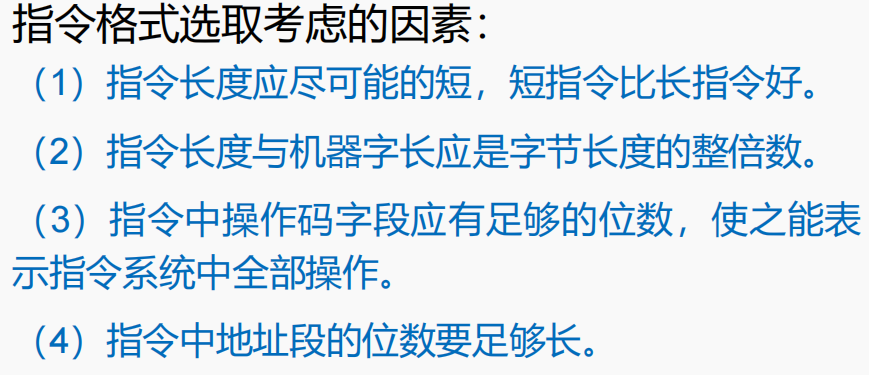 指令格式选取考虑的因素：
（1）指令长度应尽可能的短，短指令比长指令好。
（2）指令长度与机器字长应是字节长度的整倍数。
（3）指令中操作码字段应有足够的位数，使之能表
示指令系统中全部操作。
（4）指令中地址段的位数要足够长。